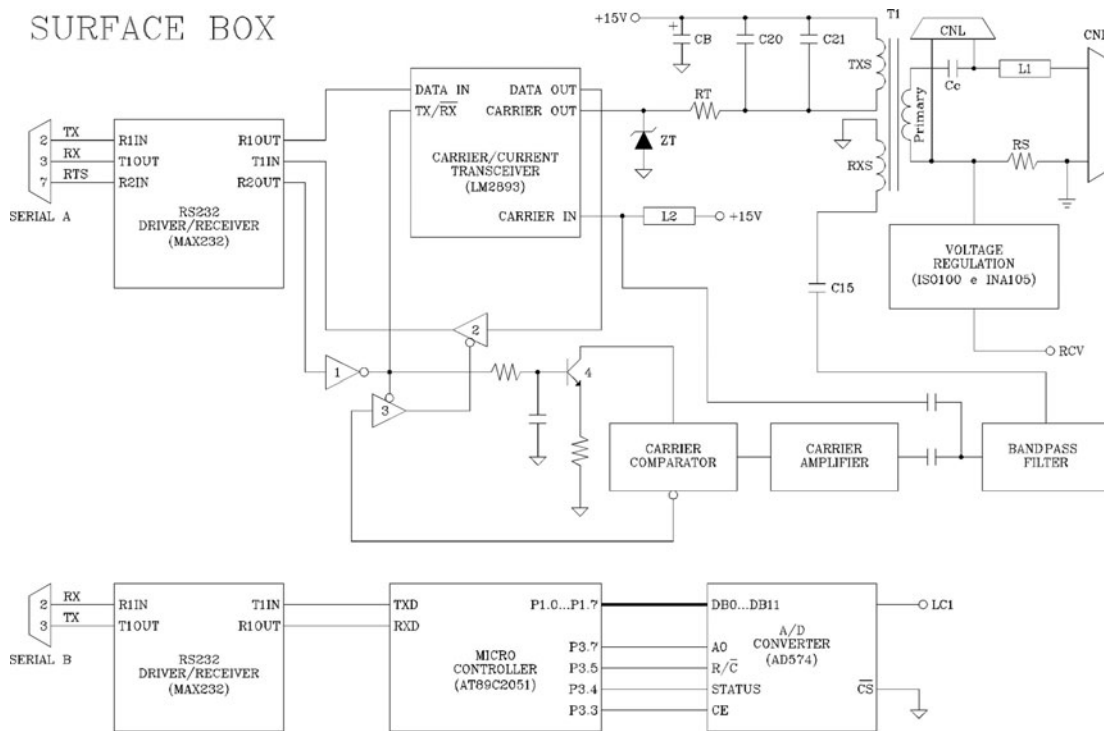 SURFACE BOX
+15V
CB
C20
C21
T1
TXS
CNL
CNL
Cc
L1
Primary
RS
DATA IN
DATA OUT
TX/RX
CARRIER OUT
CARRIER/CURRENT
TRANSCEIVER
(LM2893)
CARRIER IN
RT
ZT
RXS
L2
+15V
2
TX
3
RX
7
RTS
SERIAL A
R1IN
R1OUT
T1OUT
T1IN
R2IN
R2OUT
RS232
DRIVER/RECEIVER
(MAX232)
VOLTAGE
REGULATION
(ISO100 e INA105)
C15
RCV
1
2
3
4
CARRIER
COMPARATOR
CARRIER
AMPLIFIER
BANDPASS
FILTER
2
RX
3
TX
SERIAL B
R1IN
T1IN
T1OUT
R1OUT
RS232
DRIVER/RECEIVER
(MAX232)
TXD
P1.0...P1.7
RXD
P3.7
MICRO
CONTROLLER
(AT89C2051)
P3.5
P3.4
P3.3
DB0...DB11
A/D
CONVERTER
(AD574)
A0
R/C
STATUS
CS
CE
LC1